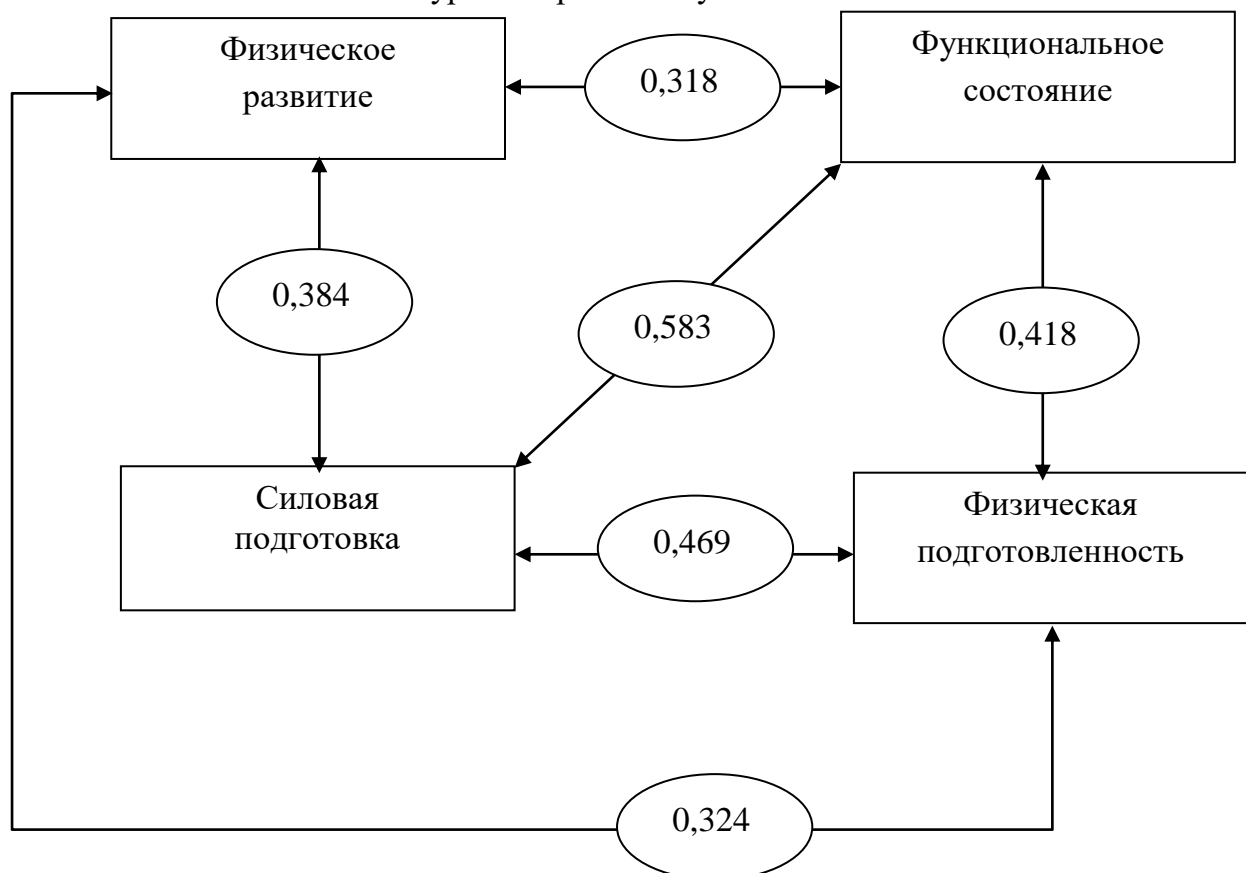 Физическое
развитие
0,318
Функциональное
состояние
0,384
0,583
0,418
Силовая
подготовка
0,469
Физическая
подготовленность
0,324